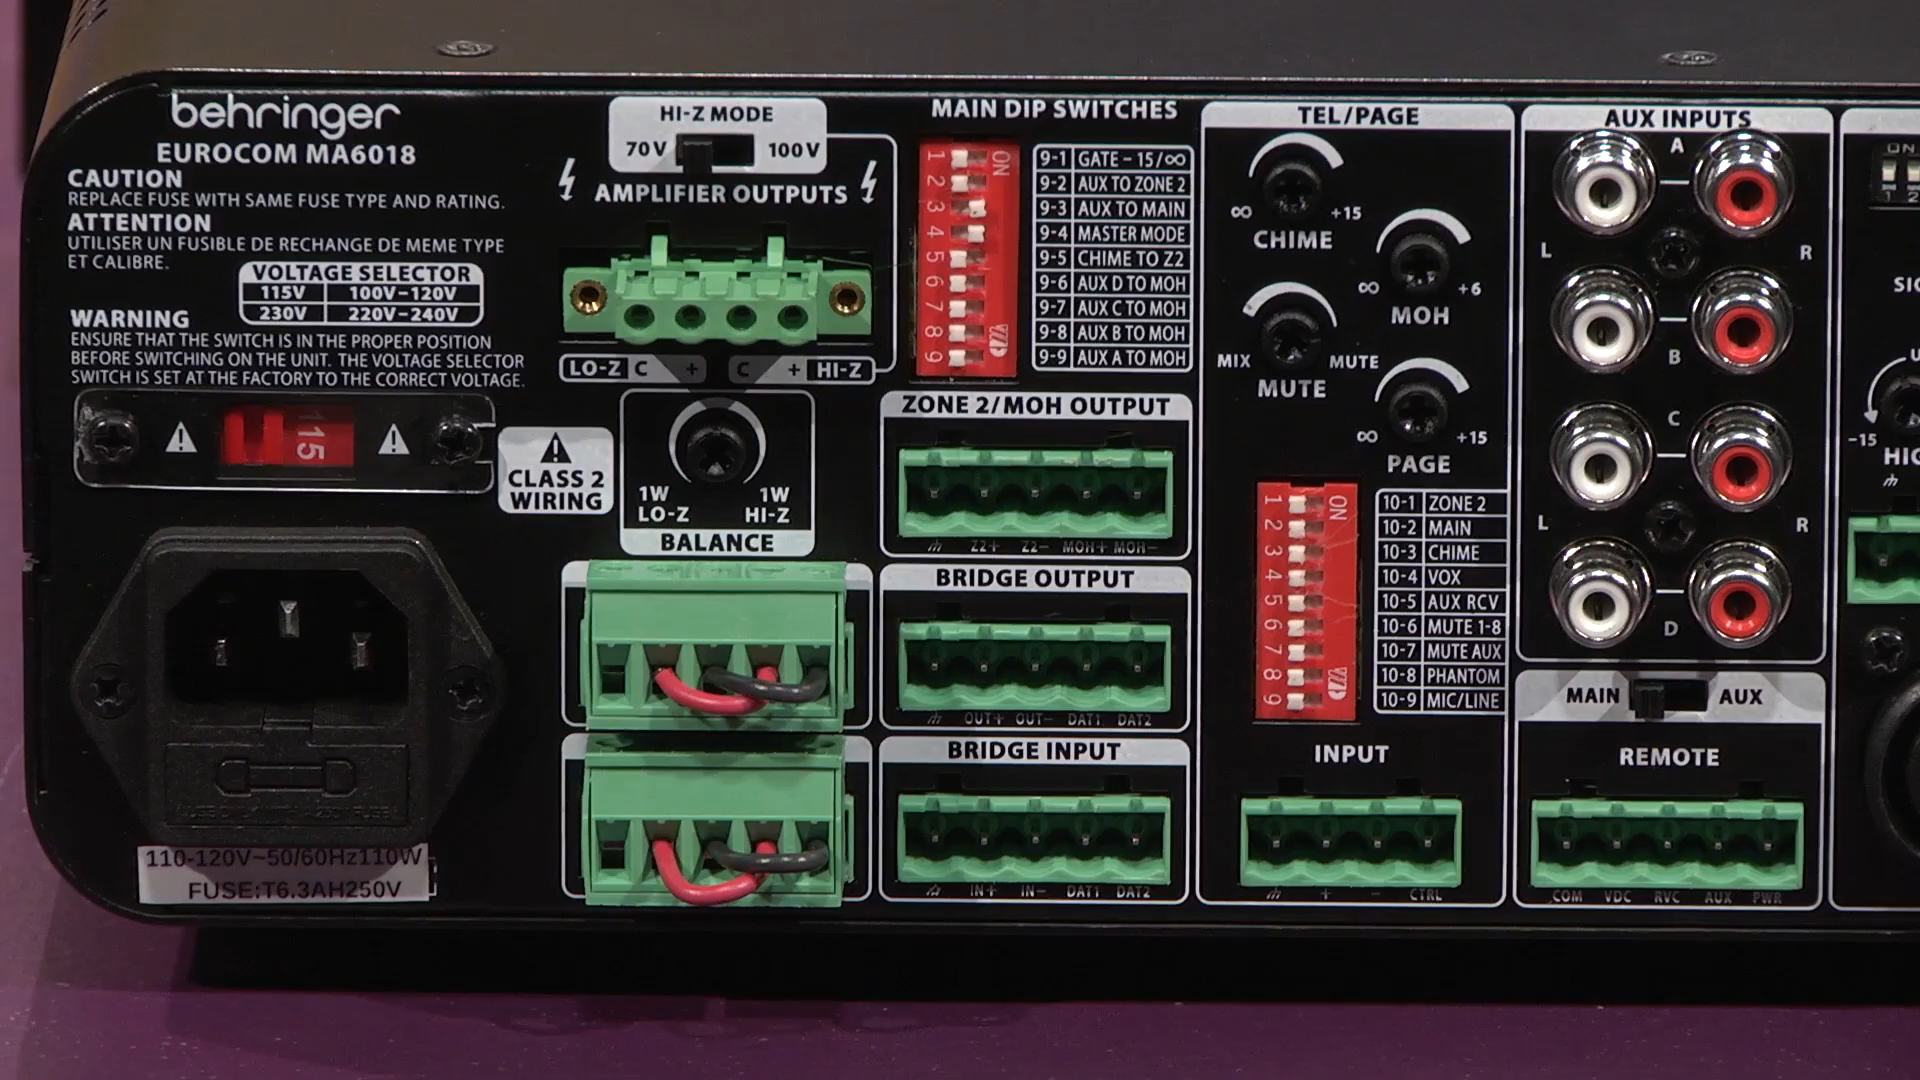 behringer
EUROCOM MA6018
CAUTION
REPLACE FUSE WITH SAME FUSE TYPE AND RATING.
ATTENTION
UTILISER UN FUSIBLE DE RECHANGE DE MEME TYPE
ET CALIBRE.
VOLTAGE SELECTOR
115V 100V-120V
230V 220V-240V
WARNING
ENSURE THAT THE SWITCH IS IN THE PROPER POSITION
BEFORE SWITCHING ON THE UNIT. THE VOLTAGE SELECTOR
SWITCH IS SET AT THE FACTORY TO THE CORRECT VOLTAGE.
115
CLASS 2
WIRING
110-120V~50/60Hz110W
FUSE:T6.3AH250V
HI-Z MODE
70V 100V
AMPLIFIER OUTPUTS
LO-Z C + C + HI-Z
1W 1W
LO-Z HI-Z
BALANCE
MAIN DIP SWITCHES
ON
1
2
3
4
5
6
7
8
9
9-1 GATE - 15/∞
9-2 AUX TO ZONE 2
9-3 AUX TO MAIN
9-4 MASTER MODE
9-5 CHIME TO Z2
9-6 AUX D TO MOH
9-7 AUX C TO MOH
9-8 AUX B TO MOH
9-9 AUX A TO MOH
ZONE 2/MOH OUTPUT
Z2+ Z2- MOH+ MOH-
BRIDGE OUTPUT
OUT+ OUT- DAT1 DAT2
BRIDGE INPUT
IN+ IN- DAT1 DAT2
TEL/PAGE
∞ +15
CHIME
∞ +6
MOH
MIX MUTE
MUTE
∞ +15
PAGE
ON
1
2
3
4
5
6
7
8
9
10-1 ZONE 2
10-2 MAIN
10-3 CHIME
10-4 VOX
10-5 AUX RCV
10-6 MUTE 1-8
10-7 MUTE AUX
10-8 PHANTOM
10-9 MIC/LINE
INPUT
+ - CTRL
AUX INPUTS
A
L R
B
C
L R
D
MAIN AUX
REMOTE
COM VDC RVC AUX PWR
ON
1 2
-15